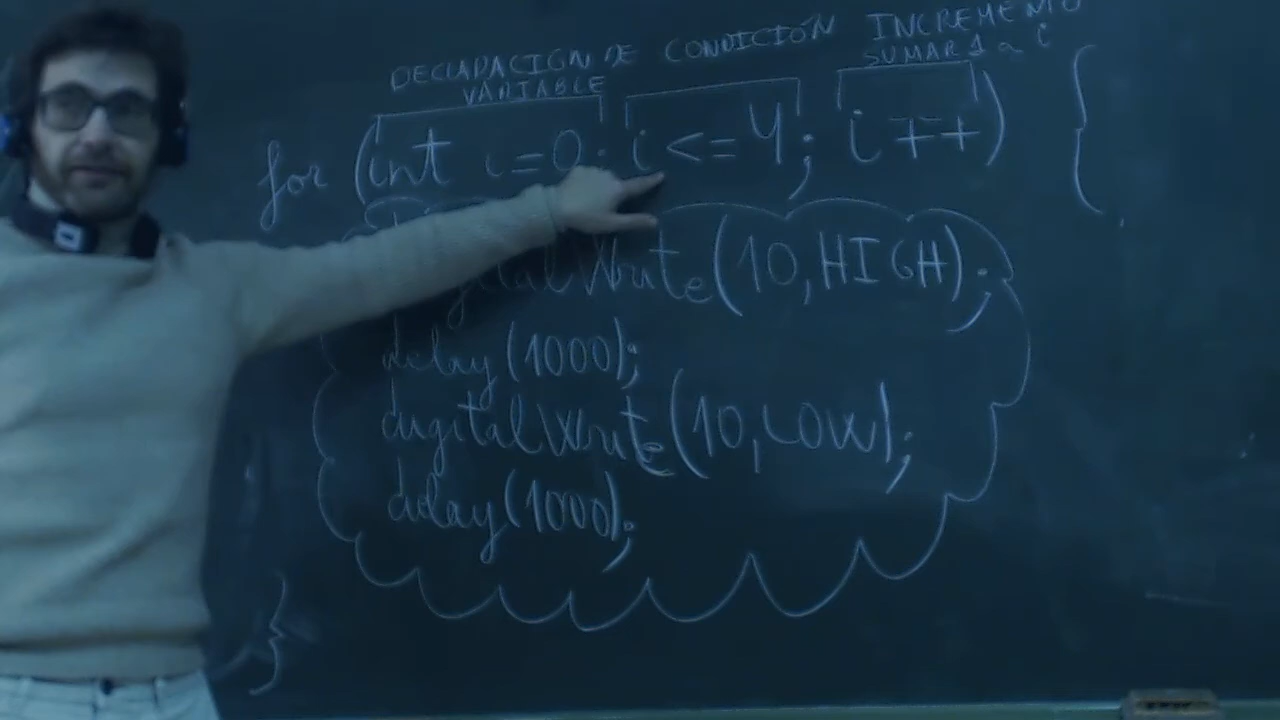 DECLARACIÓN DE CONDICIÓN INCREMENTO
VARIABLE SUMAR 1 a i
for (int i=0; i<=4; i++) {
digitalWrite(10,HIGH);
delay(1000);
digitalWrite(10,LOW);
delay(1000);
}